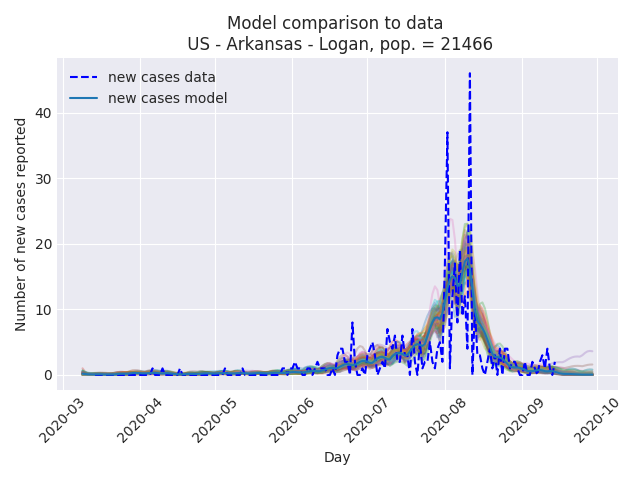 Model comparison to data
US - Arkansas - Logan, pop. = 21466
new cases data
new cases model
Number of new cases reported
40
30
20
10
0
2020-03
2020-04
2020-05
2020-06
2020-07
2020-08
2020-09
2020-10
Day